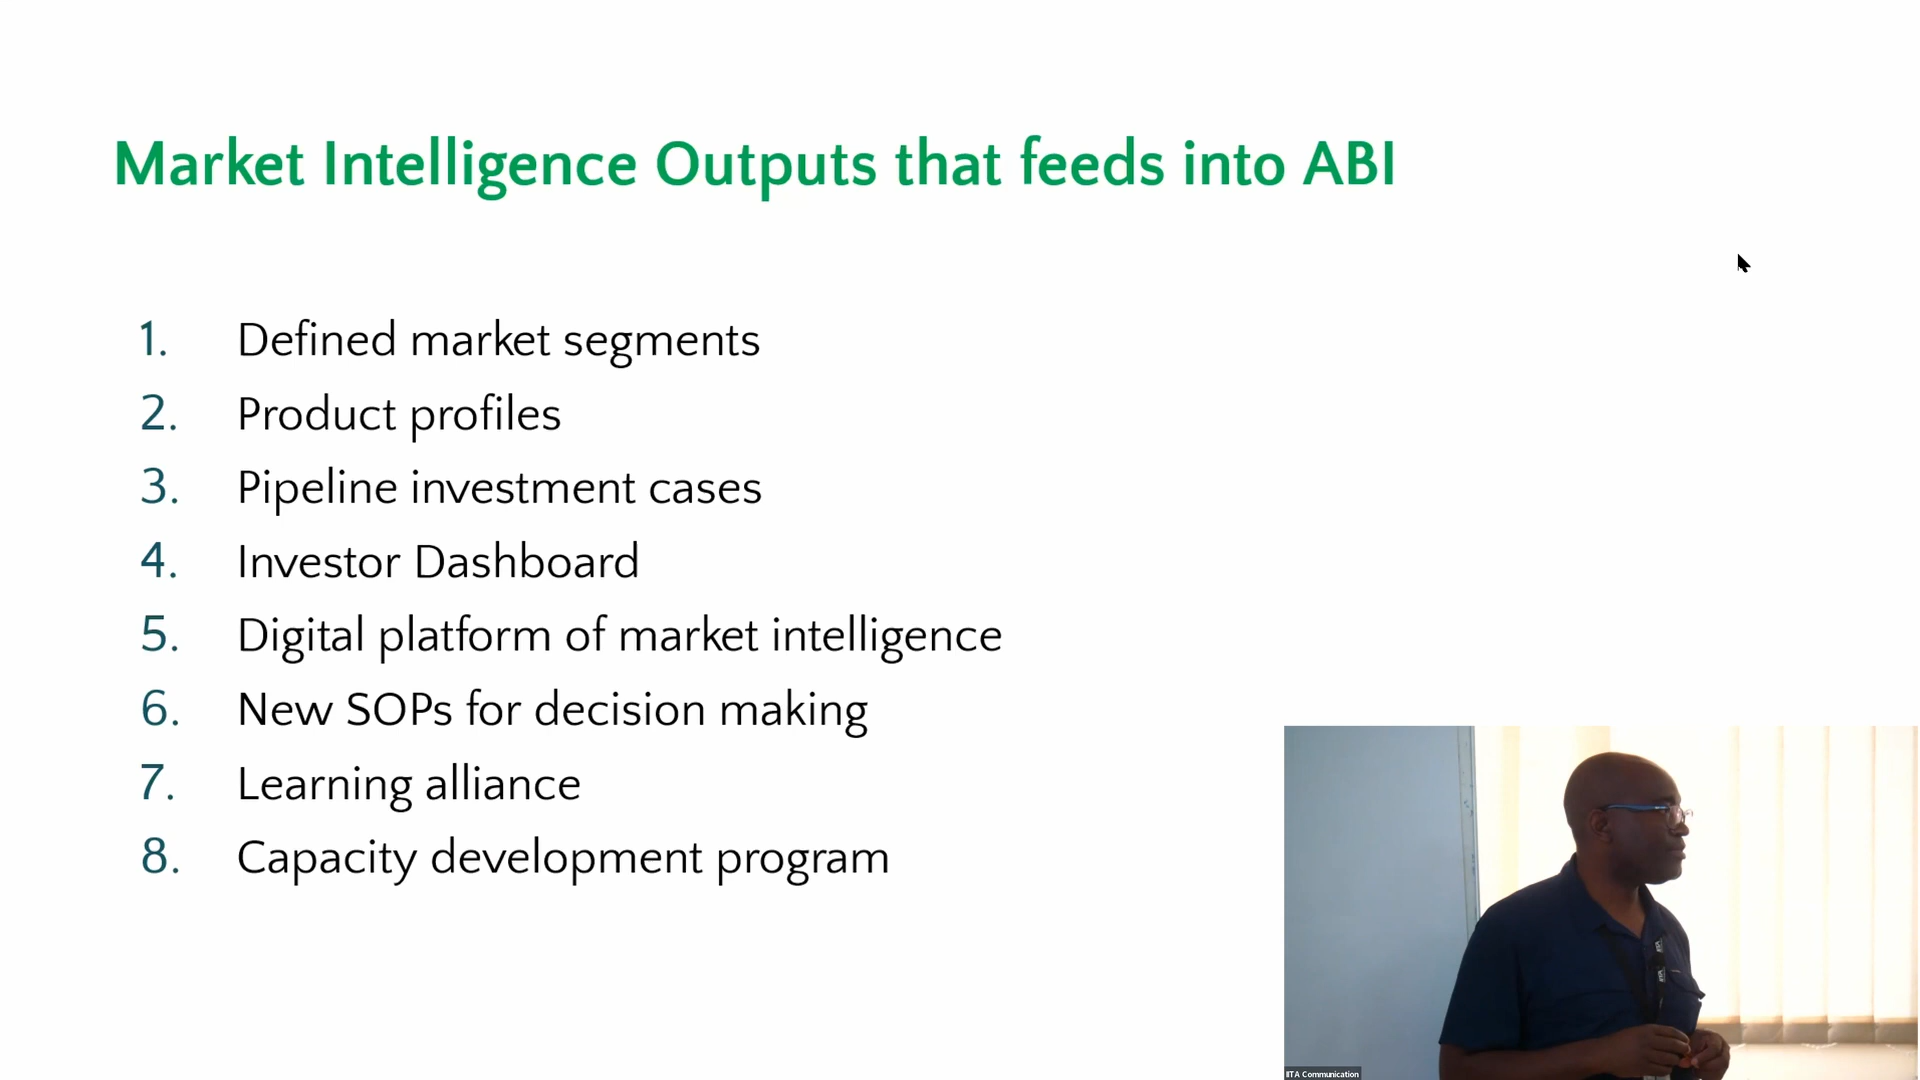 Market Intelligence Outputs that feeds into ABI
1. Defined market segments
2. Product profiles
3. Pipeline investment cases
4. Investor Dashboard
5. Digital platform of market intelligence
6. New SOPs for decision making
7. Learning alliance
8. Capacity development program
IITA Communication